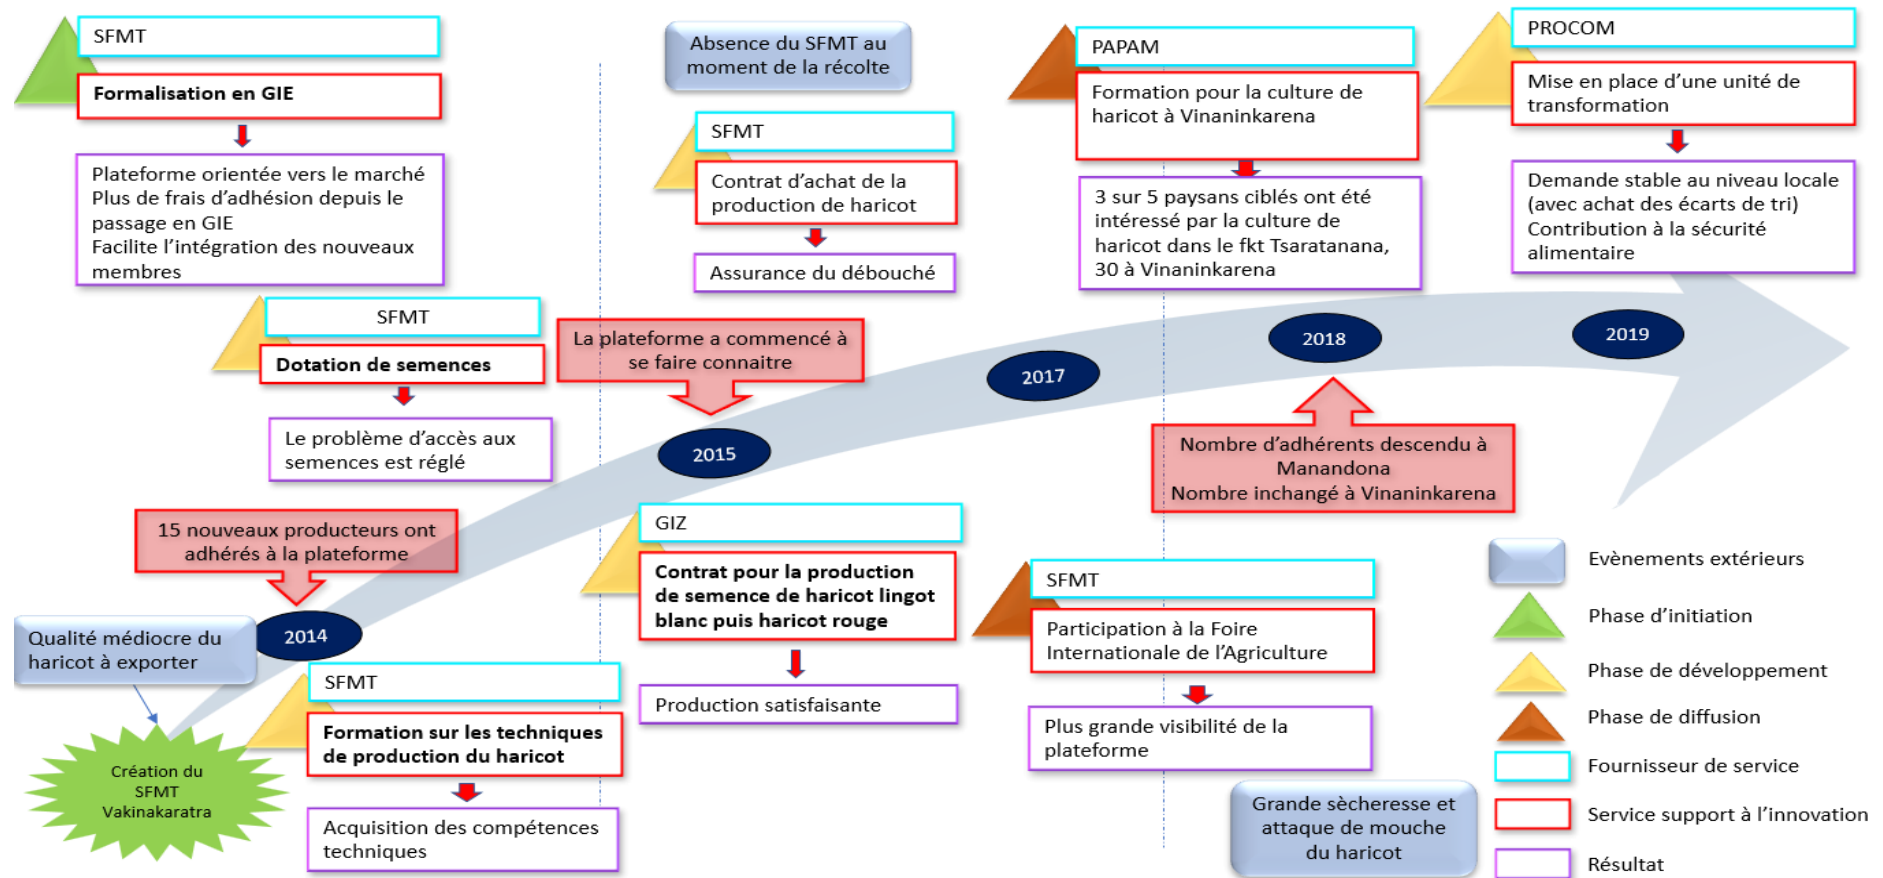 SFMT
Formalisation en GIE
Plateforme orientée vers le marché
Plus de frais d'adhésion depuis le
passage en GIE
Facilite l'intégration des nouveaux
membres
SFMT
Dotation de semences
Le problème d'accès aux
semences est réglé
15 nouveaux producteurs ont
adhérés à la plateforme
2014
Qualité médiocre du
haricot à exporter
Création du
SFMT
Vakinakaratra
SFMT
Formation sur les techniques
de production du haricot
Acquisition des compétences
techniques
Absence du SFMT au
moment de la récolte
SFMT
Contrat d'achat de la
production de haricot
Assurance du débouché
La plateforme a commencé à
se faire connaitre
2015
GIZ
Contrat pour la production
de semence de haricot lingot
blanc puis haricot rouge
Production satisfaisante
PAPAM
Formation pour la culture de
haricot à Vinaninkarena
3 sur 5 paysans ciblés ont été
intéressé par la culture de
haricot dans le fkt Tsaratanana,
30 à Vinaninkarena
2017
SFMT
Participation à la Foire
Internationale de l'Agriculture
Plus grande visibilité de la
plateforme
2018
Nombre d'adhérents descendu à
Manandona
Nombre inchangé à Vinaninkarena
Grande sècheresse et
attaque de mouche
du haricot
PROCOM
Mise en place d'une unité de
transformation
Demande stable au niveau locale
(avec achat des écarts de tri)
Contribution à la sécurité
alimentaire
2019
Evènements extérieurs
Phase d'initiation
Phase de développement
Phase de diffusion
Fournisseur de service
Service support à l'innovation
Résultat